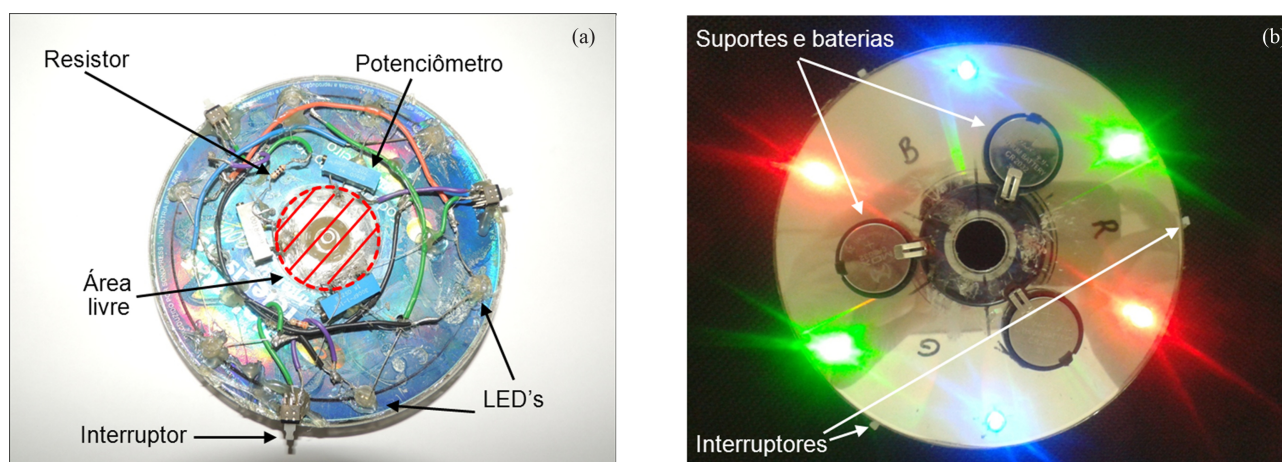 (a)
Resistor
Potenciômetro
Área
livre
LED's
Interruptor
(b)
Suportes e baterias
B
R
G
Interruptores